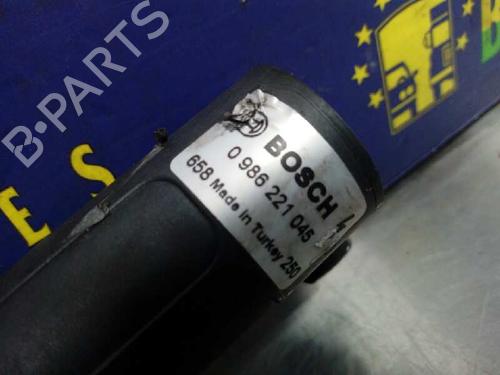 B-PARTS
E S
BOSCH
0 986 221 045
658 Made in Turkey 250